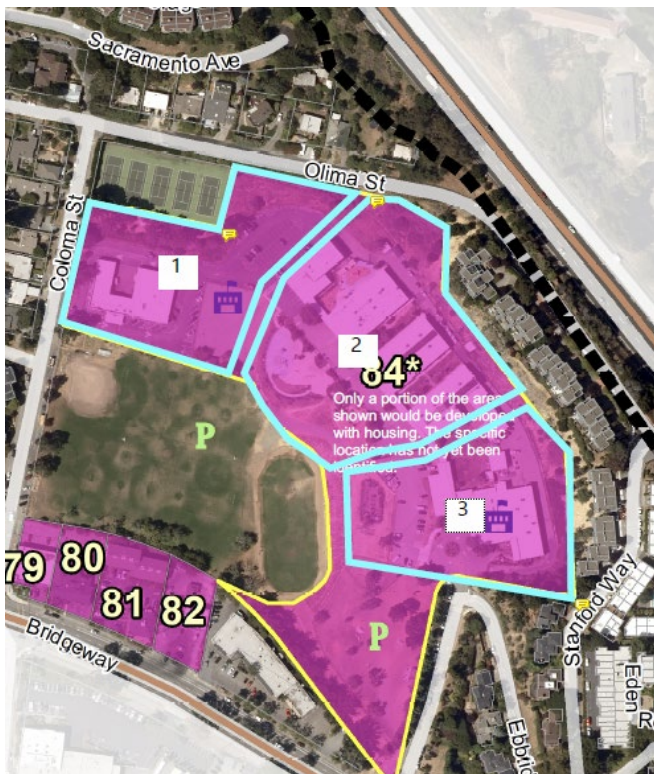 Sacramento Ave
Olima St
Coloma St
1
2
84*
Only a portion of the area
shown would be developed
with housing. The specific
location has not yet been
identified.
P
3
79
80
81
82
Bridgeway
P
Stanford Way
Eden
R